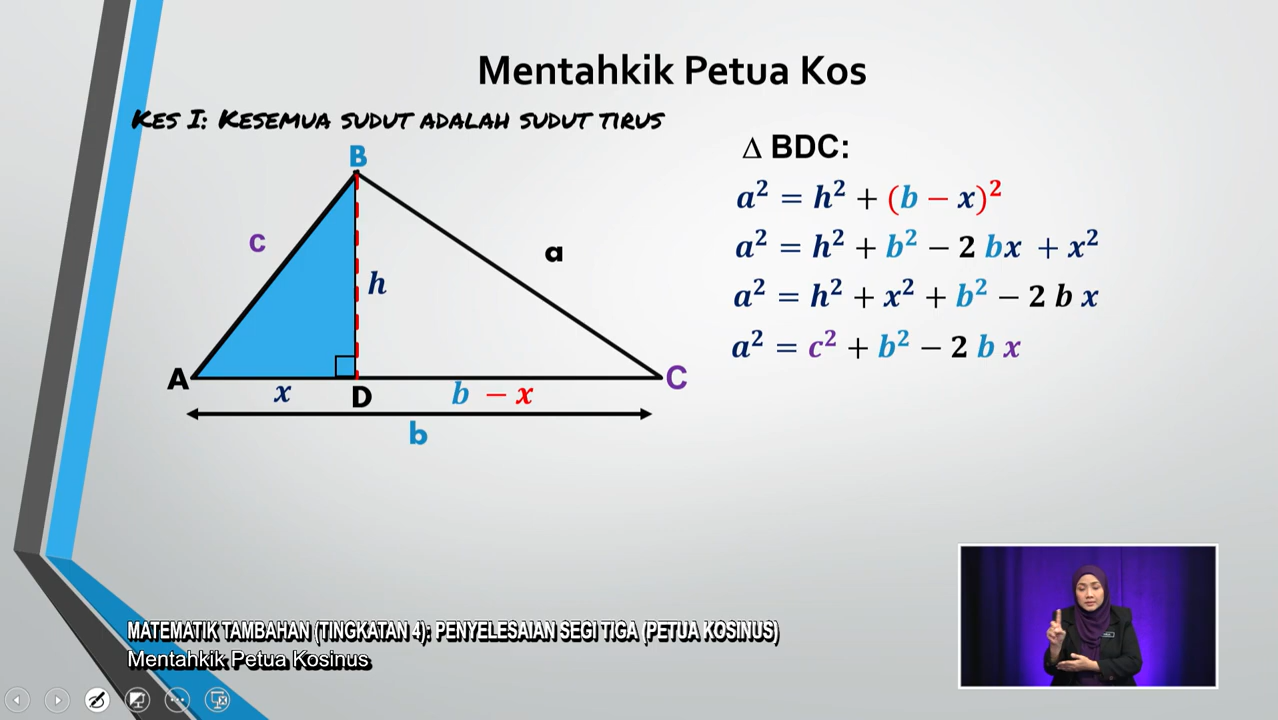 Mentahkik Petua Kos
Kes I: Kesemua sudut adalah sudut tirus
B
c
a
h
A
x
D
b − x
C
b
∆ BDC:
a² = h² + (b − x)²
a² = h² + b² − 2 bx + x²
a² = h² + x² + b² − 2 b x
a² = c² + b² − 2 b x
MATEMATIK TAMBAHAN (TINGKATAN 4): PENYELESAIAN SEGI TIGA (PETUA KOSINUS)
Mentahkik Petua Kosinus